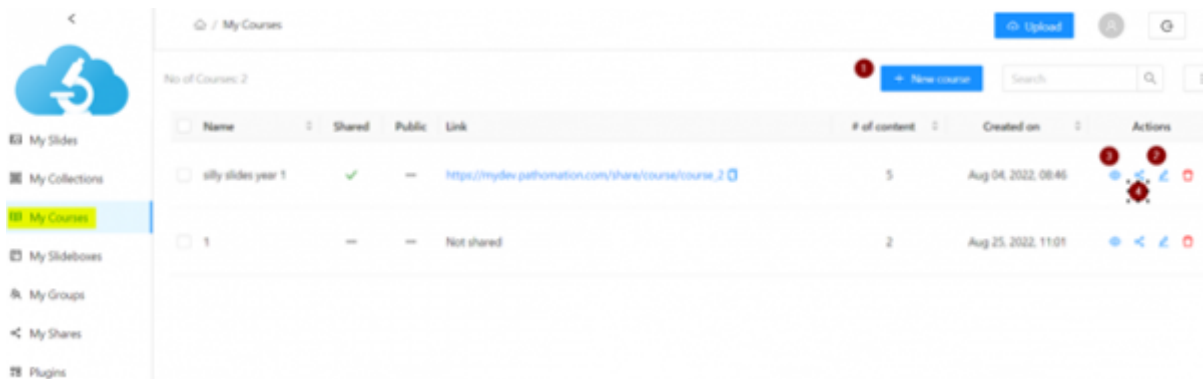 My Courses
Upload
No of Courses: 2
1
+ New course
Search
Name Shared Public Link # of content Created on Actions
3 2
silly slides year 1 https://mydev.pathomation.com/share/course/course_2 5 Aug 04, 2022, 08:46
4
1 Not shared 2 Aug 25, 2022, 11:01
My Slides
My Collections
My Courses
My Slideboxes
My Groups
My Shares
Plugins